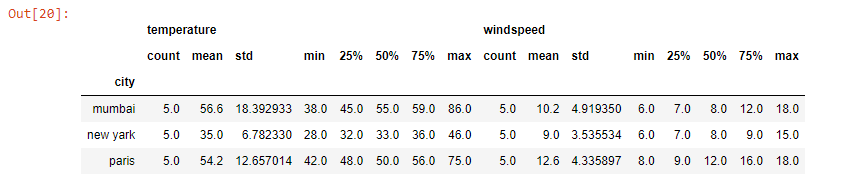 Out[20]:
temperature windspeed
count mean std min 25% 50% 75% max count mean std min 25% 50% 75% max
city
mumbai 5.0 56.6 18.392933 38.0 45.0 55.0 59.0 86.0 5.0 10.2 4.919350 6.0 7.0 8.0 12.0 18.0
new yark 5.0 35.0 6.782330 28.0 32.0 33.0 36.0 46.0 5.0 9.0 3.535534 6.0 7.0 8.0 9.0 15.0
paris 5.0 54.2 12.657014 42.0 48.0 50.0 56.0 75.0 5.0 12.6 4.335897 8.0 9.0 12.0 16.0 18.0